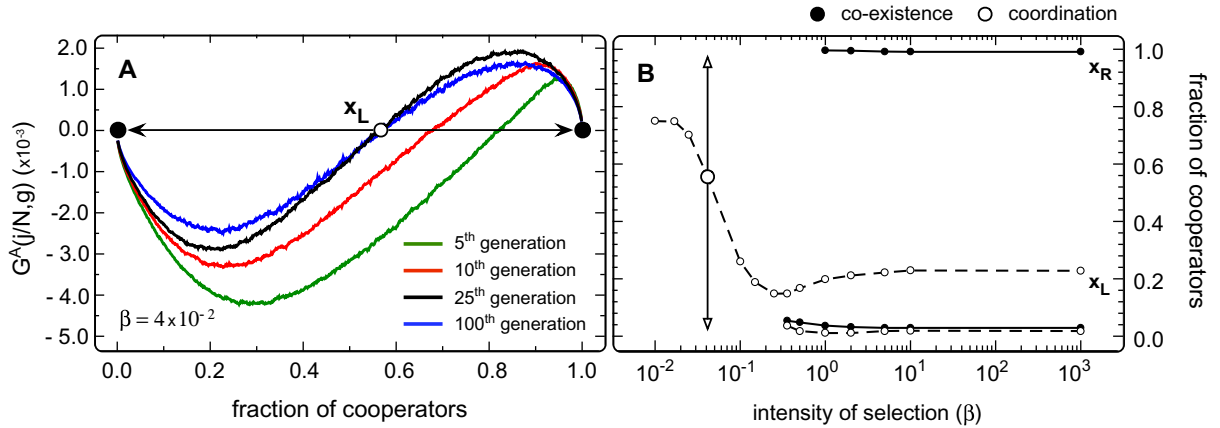 ● co-existence ○ coordination
A
B
G^A(j/N,g) (x10^-3)
2.0
1.0
0.0
-1.0
-2.0
-3.0
-4.0
-5.0
x_L
5th generation
10th generation
25th generation
100th generation
β = 4x10^-2
0.0 0.2 0.4 0.6 0.8 1.0
fraction of cooperators
x_R
x_L
1.0
0.8
0.6
0.4
0.2
0.0
fraction of cooperators
10^-2 10^-1 10^0 10^1 10^2 10^3
intensity of selection (β)